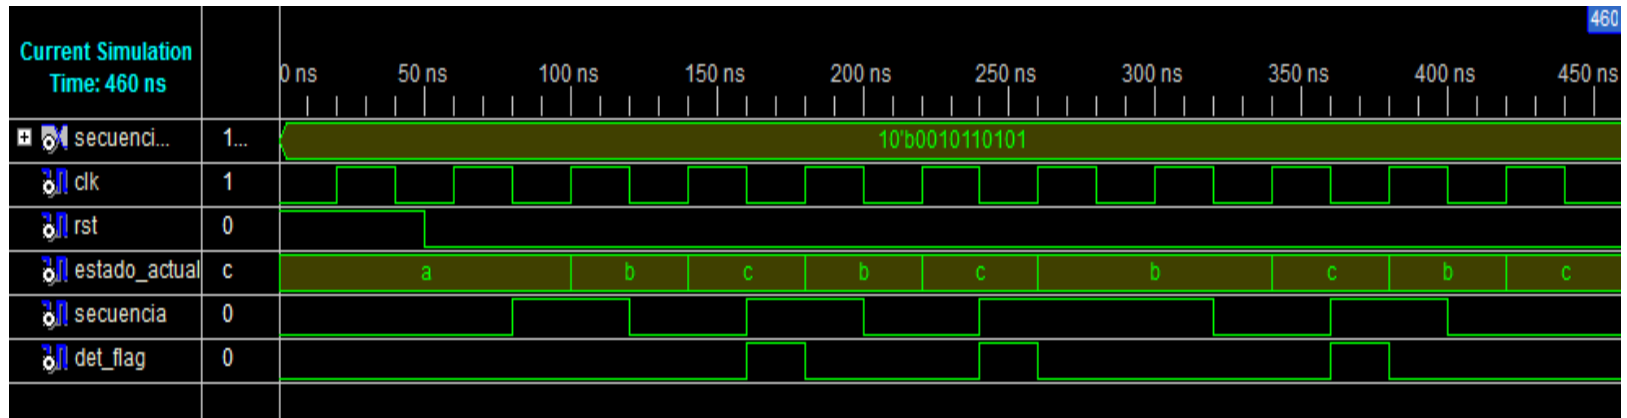 460
Current Simulation
Time: 460 ns
0 ns 50 ns 100 ns 150 ns 200 ns 250 ns 300 ns 350 ns 400 ns 450 ns
secuenci... 1... 10'b0010110101
clk 1
rst 0
estado_actual c a b c b c b c b c
secuencia 0
det_flag 0